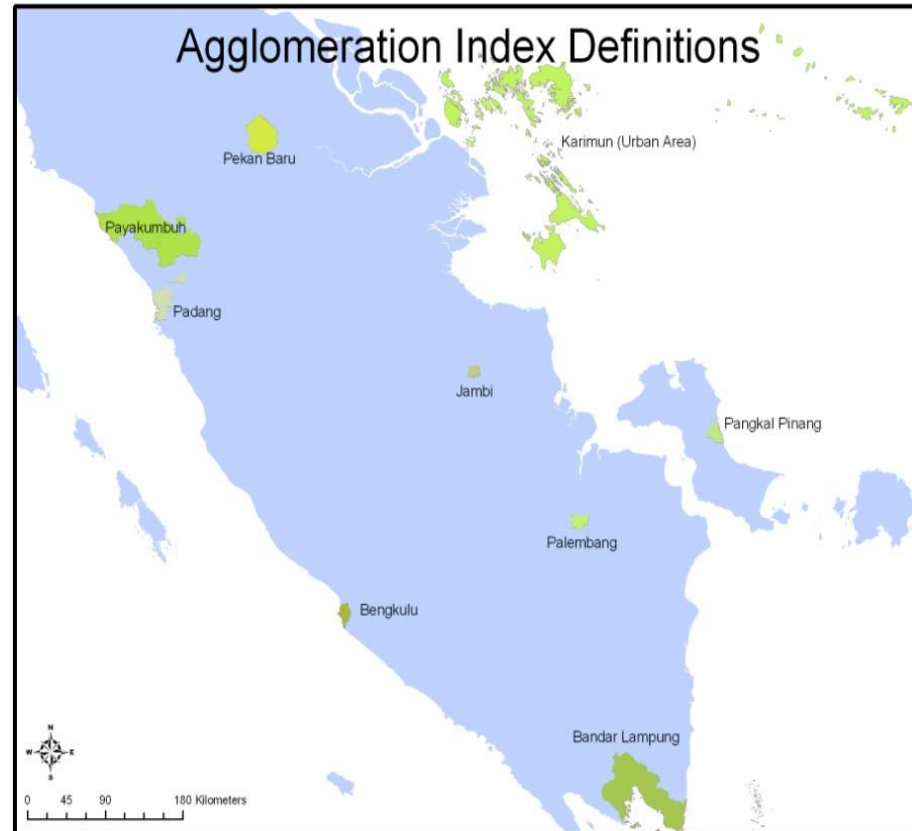 Agglomeration Index Definitions
Karimun (Urban Area)
Pekan Baru
Payakumbuh
Padang
Jambi
Pangkal Pinang
Palembang
Bengkulu
Bandar Lampung
N
W E
S
0 45 90 180 Kilometers